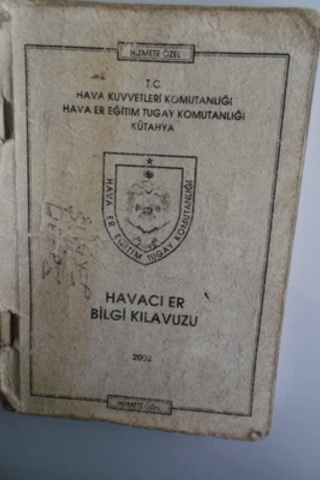 HİZMETE ÖZEL
T.C.
HAVA KUVVETLERİ KOMUTANLIĞI
HAVA ER EĞİTİM TUGAY KOMUTANLIĞI
KÜTAHYA
HAVA ER EĞİTİM TUGAY KOMUTANLIĞI
HAVACI ER
BİLGİ KILAVUZU
2002
HİZMETE ÖZEL